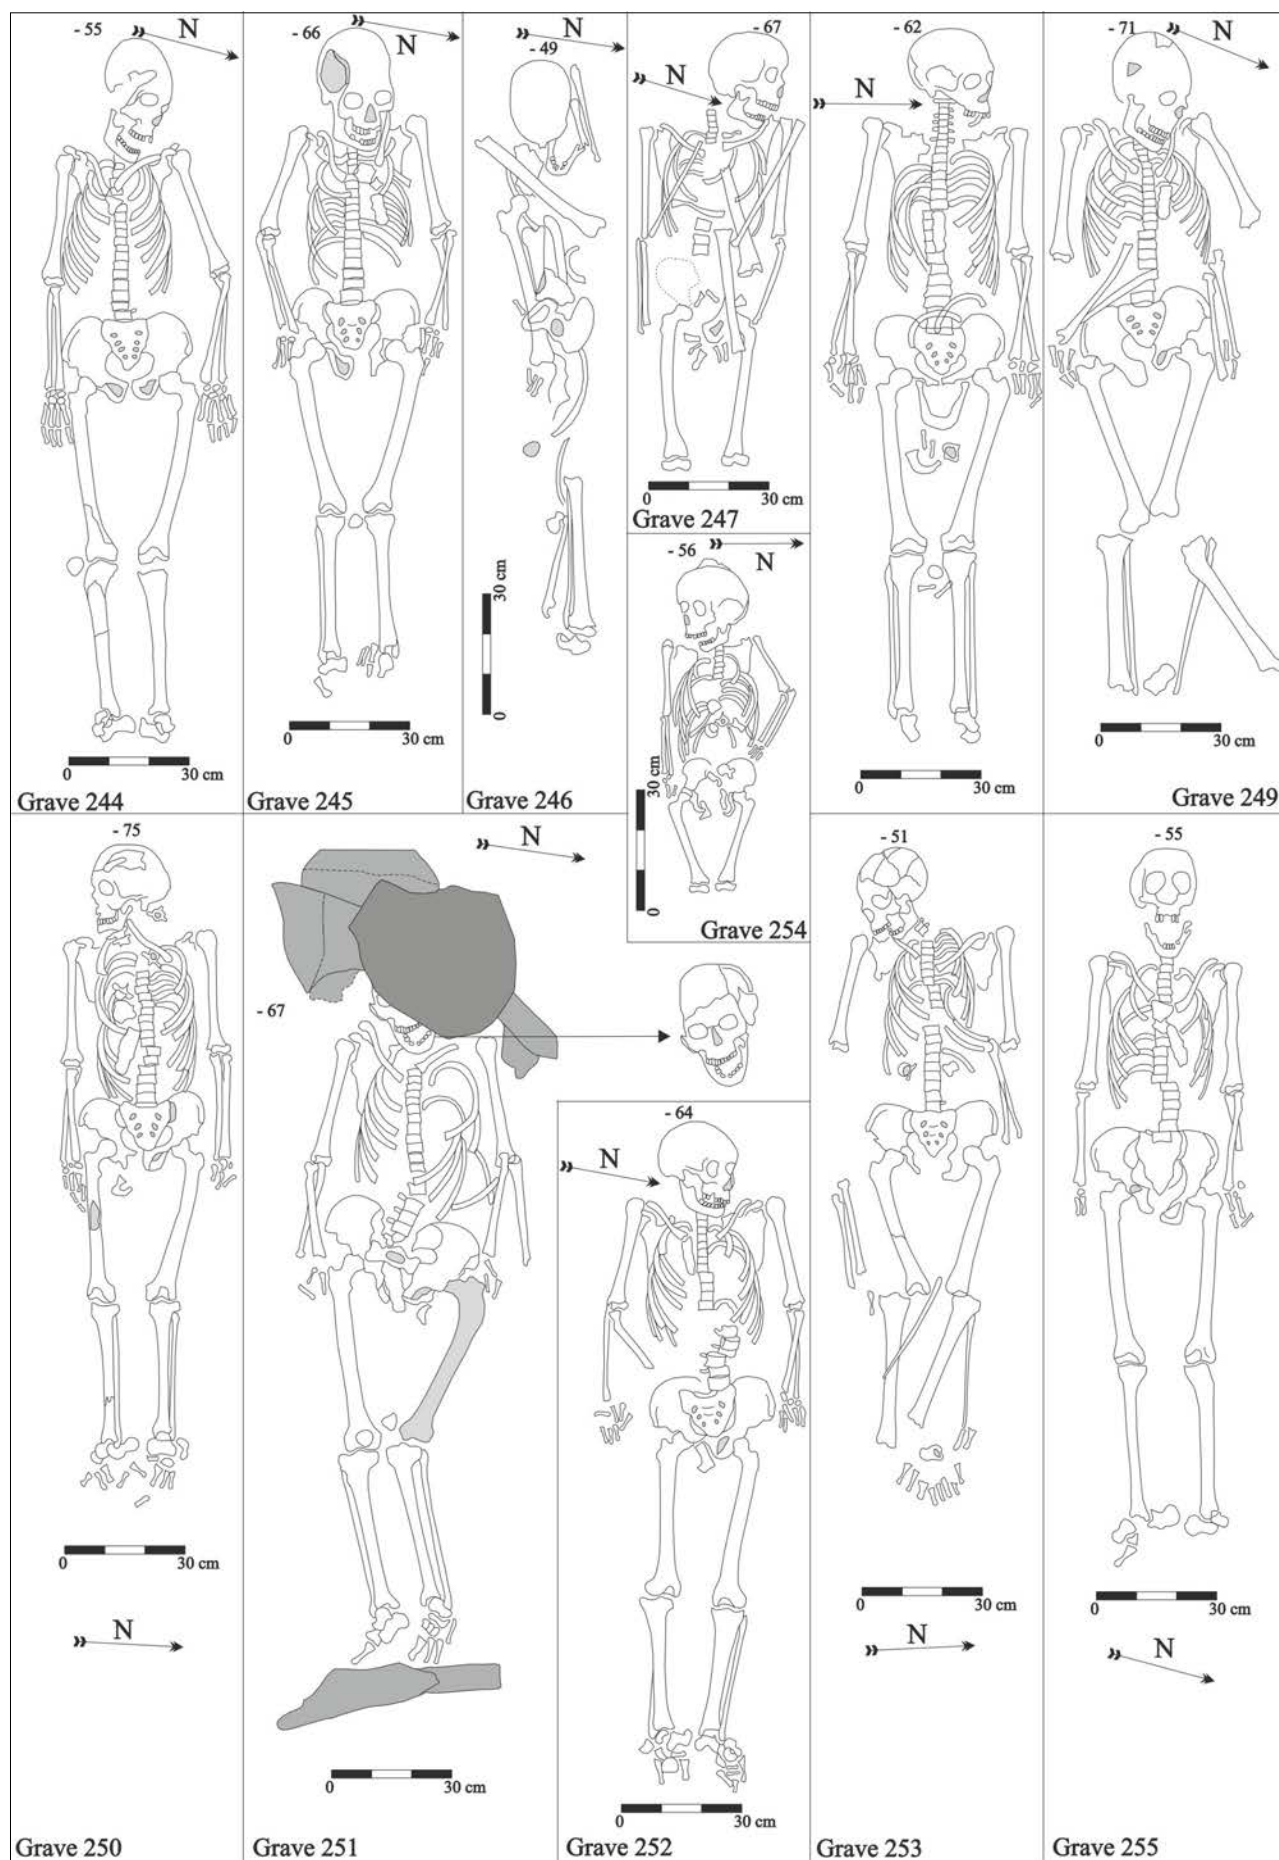 - 55
N
0 30 cm
Grave 244
- 66
N
0 30 cm
Grave 245
N
- 49
0 30 cm
Grave 246
- 67
N
0 30 cm
Grave 247
- 56
N
0 30 cm
Grave 254
- 62
N
0 30 cm
- 71
N
0 30 cm
Grave 249
- 75
0 30 cm
N
Grave 250
N
- 67
0 30 cm
Grave 251
- 64
N
0 30 cm
Grave 252
- 51
0 30 cm
N
Grave 253
- 55
0 30 cm
N
Grave 255